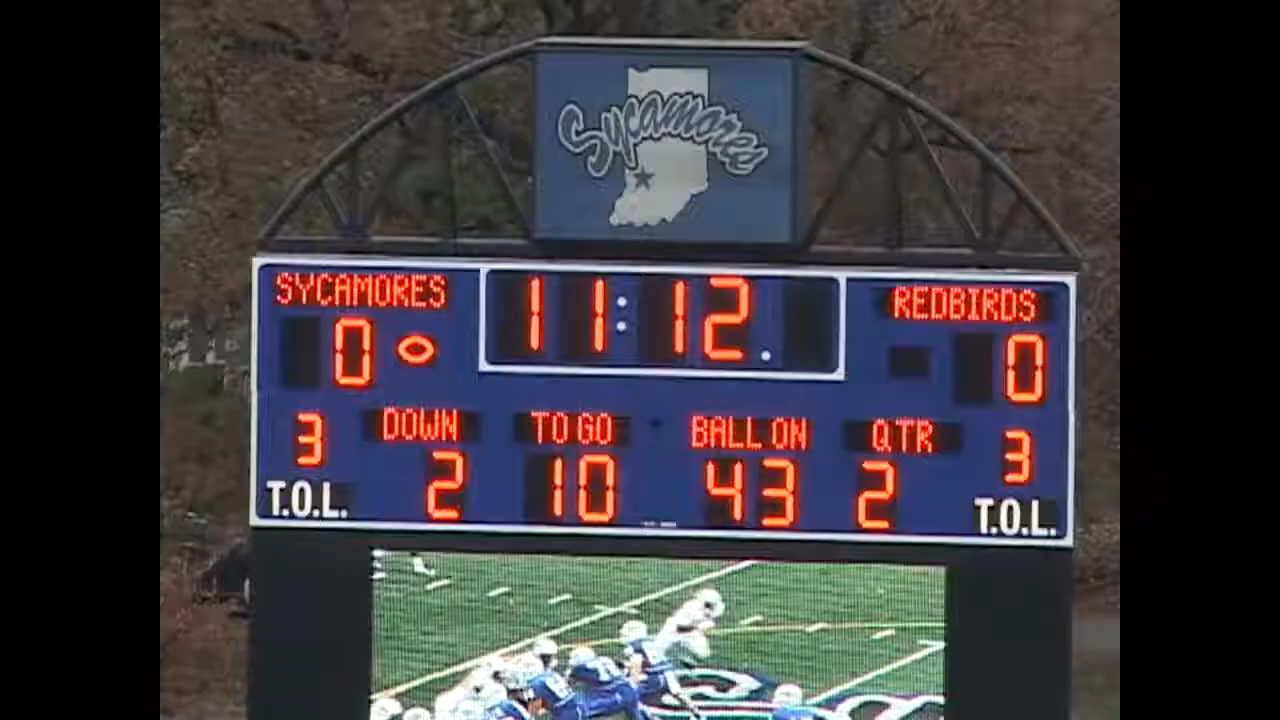 Sycamores
SYCAMORES 11:12. REDBIRDS
0 0
DOWN TO GO BALL ON QTR
3 2 10 43 2 3
T.O.L. T.O.L.